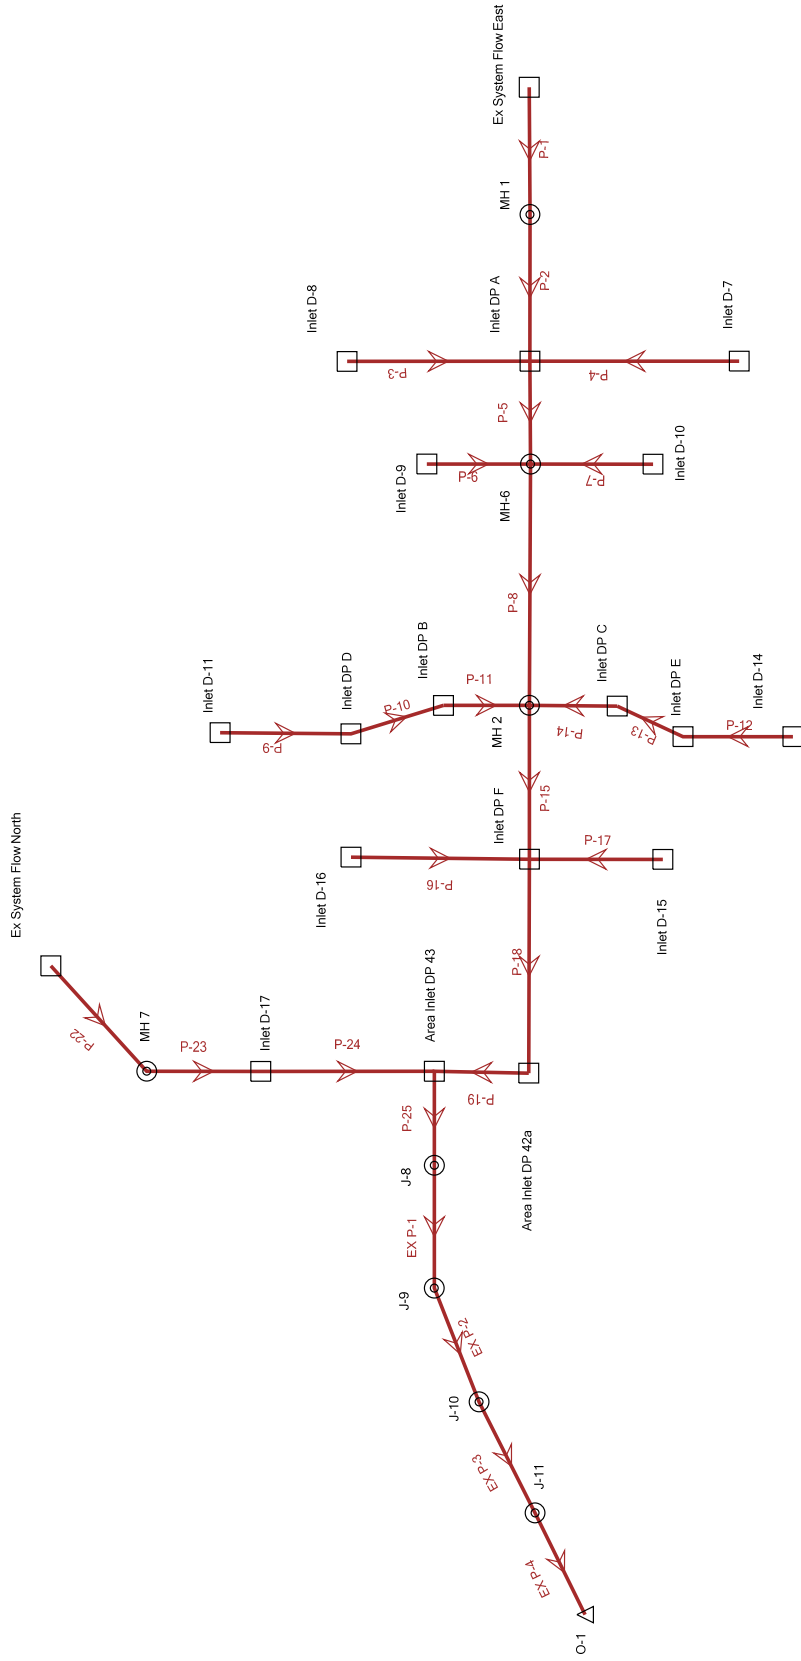 Ex System Flow East
P-1
MH 1
P-2
Inlet DP A
Inlet D-8
Inlet D-7
P-3
P-4
P-5
Inlet D-9
P-6
P-7
Inlet D-10
MH-6
P-8
Inlet D-11
Inlet DP D
Inlet DP B
P-11
Inlet DP C
Inlet DP E
Inlet D-14
P-9
P-10
MH 2
P-14
P-13
P-12
P-15
Inlet DP F
P-17
Inlet D-16
P-16
Inlet D-15
Ex System Flow North
P-18
P-22
MH 7
P-23
Inlet D-17
P-24
Area Inlet DP 43
P-19
P-25
Area Inlet DP 42a
J-8
EX P-1
J-9
EX P-2
J-10
EX P-3
J-11
EX P-4
O-1